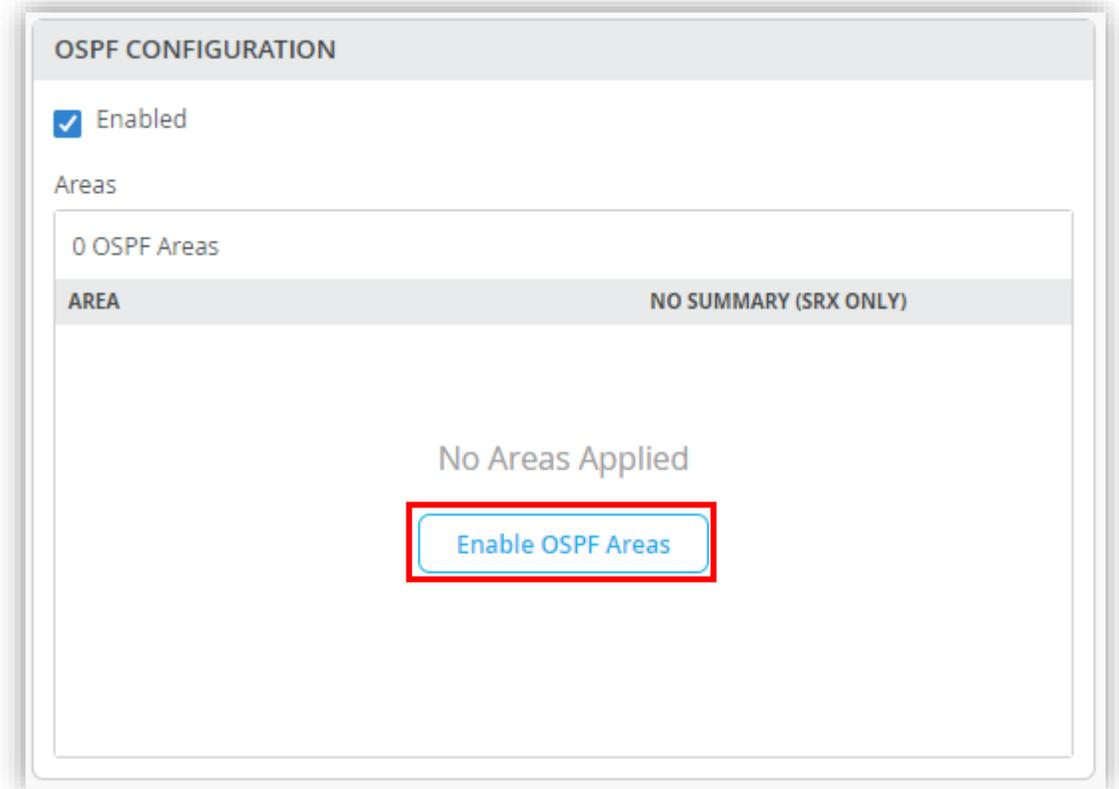 OSPF CONFIGURATION
Enabled
Areas
0 OSPF Areas
AREA NO SUMMARY (SRX ONLY)
No Areas Applied
Enable OSPF Areas